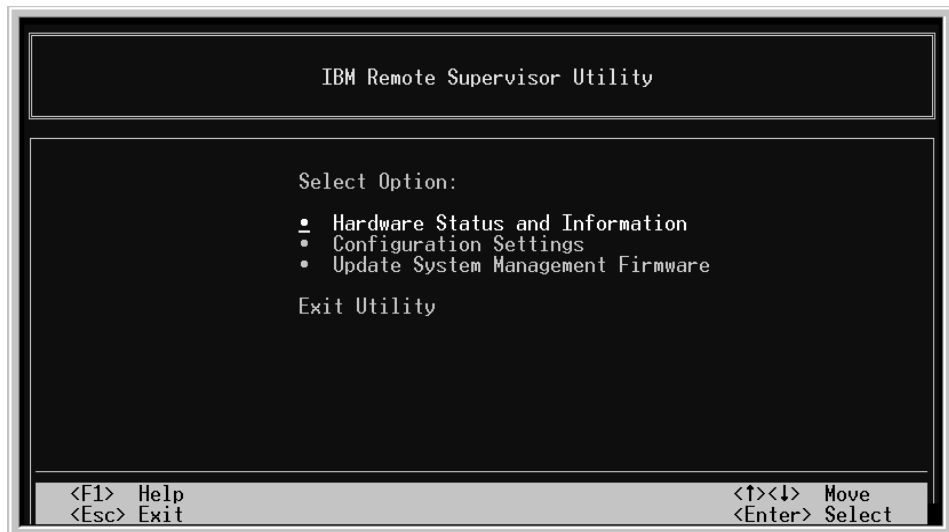 IBM Remote Supervisor Utility
Select Option:
• Hardware Status and Information
• Configuration Settings
• Update System Management Firmware
Exit Utility
<F1> Help <↑><↓> Move
<Esc> Exit <Enter> Select